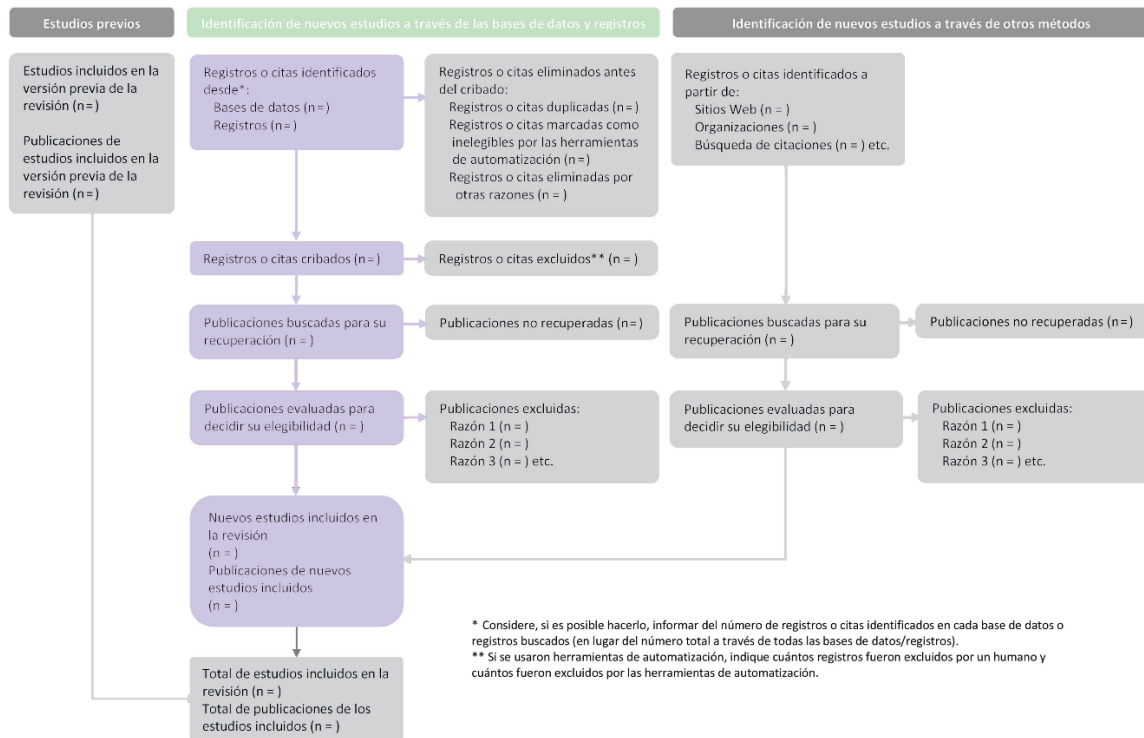 Estudios previos
Identificación de nuevos estudios a través de las bases de datos y registros
Identificación de nuevos estudios a través de otros métodos
Estudios incluidos en la
versión previa de la
revisión (n= )
Publicaciones de
estudios incluidos en la
versión previa de la
revisión (n= )
Registros o citas identificados
desde*:
Bases de datos (n= )
Registros (n= )
Registros o citas eliminados antes
del cribado:
Registros o citas duplicadas (n= )
Registros o citas marcadas como
inelegibles por las herramientas
de automatización (n= )
Registros o citas eliminadas por
otras razones (n= )
Registros o citas identificados a
partir de:
Sitios Web (n = )
Organizaciones (n = )
Búsqueda de citaciones (n = ) etc.
Registros o citas cribados (n= )
Registros o citas excluidos** (n = )
Publicaciones buscadas para su
recuperación (n = )
Publicaciones no recuperadas (n= )
Publicaciones buscadas para su
recuperación (n = )
Publicaciones no recuperadas (n= )
Publicaciones evaluadas para
decidir su elegibilidad (n = )
Publicaciones excluidas:
Razón 1 (n = )
Razón 2 (n = )
Razón 3 (n = ) etc.
Publicaciones evaluadas para
decidir su elegibilidad (n = )
Publicaciones excluidas:
Razón 1 (n = )
Razón 2 (n = )
Razón 3 (n = ) etc.
Nuevos estudios incluidos en
la revisión
(n = )
Publicaciones de nuevos
estudios incluidos
(n = )
Total de estudios incluidos en la
revisión (n = )
Total de publicaciones de los
estudios incluidos (n = )
* Considere, si es posible hacerlo, informar del número de registros o citas identificados en cada base de datos o
registros buscados (en lugar del número total a través de todas las bases de datos/registros).
** Si se usaron herramientas de automatización, indique cuántos registros fueron excluidos por un humano y
cuántos fueron excluidos por las herramientas de automatización.